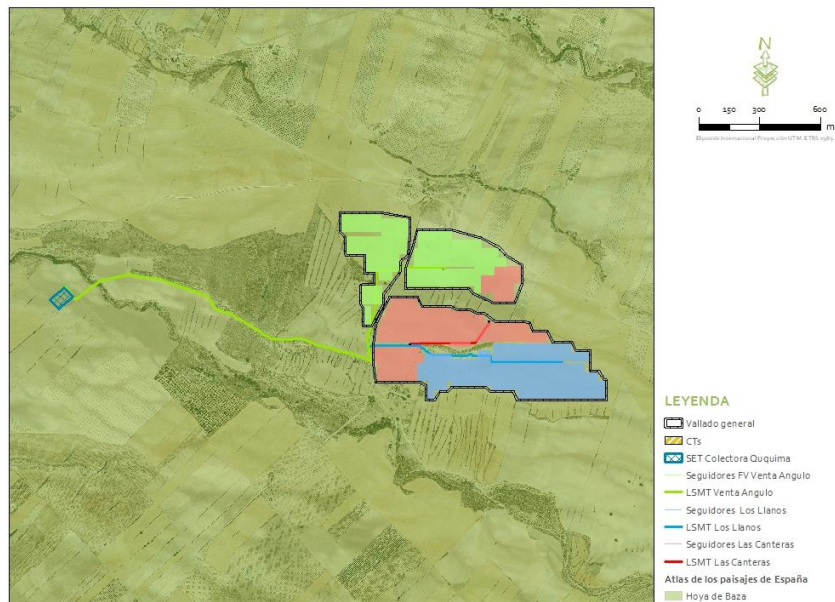 N
0 150 300 600
m
LEYENDA
Vallado general
CTs
SET Colectora Ququima
Seguidores FV Venta Angulo
LSMT Venta Angulo
Seguidores Los Llanos
LSMT Los Llanos
Seguidores Las Canteras
LSMT Las Canteras
Atlas de los paisajes de España
Hoya de Baza